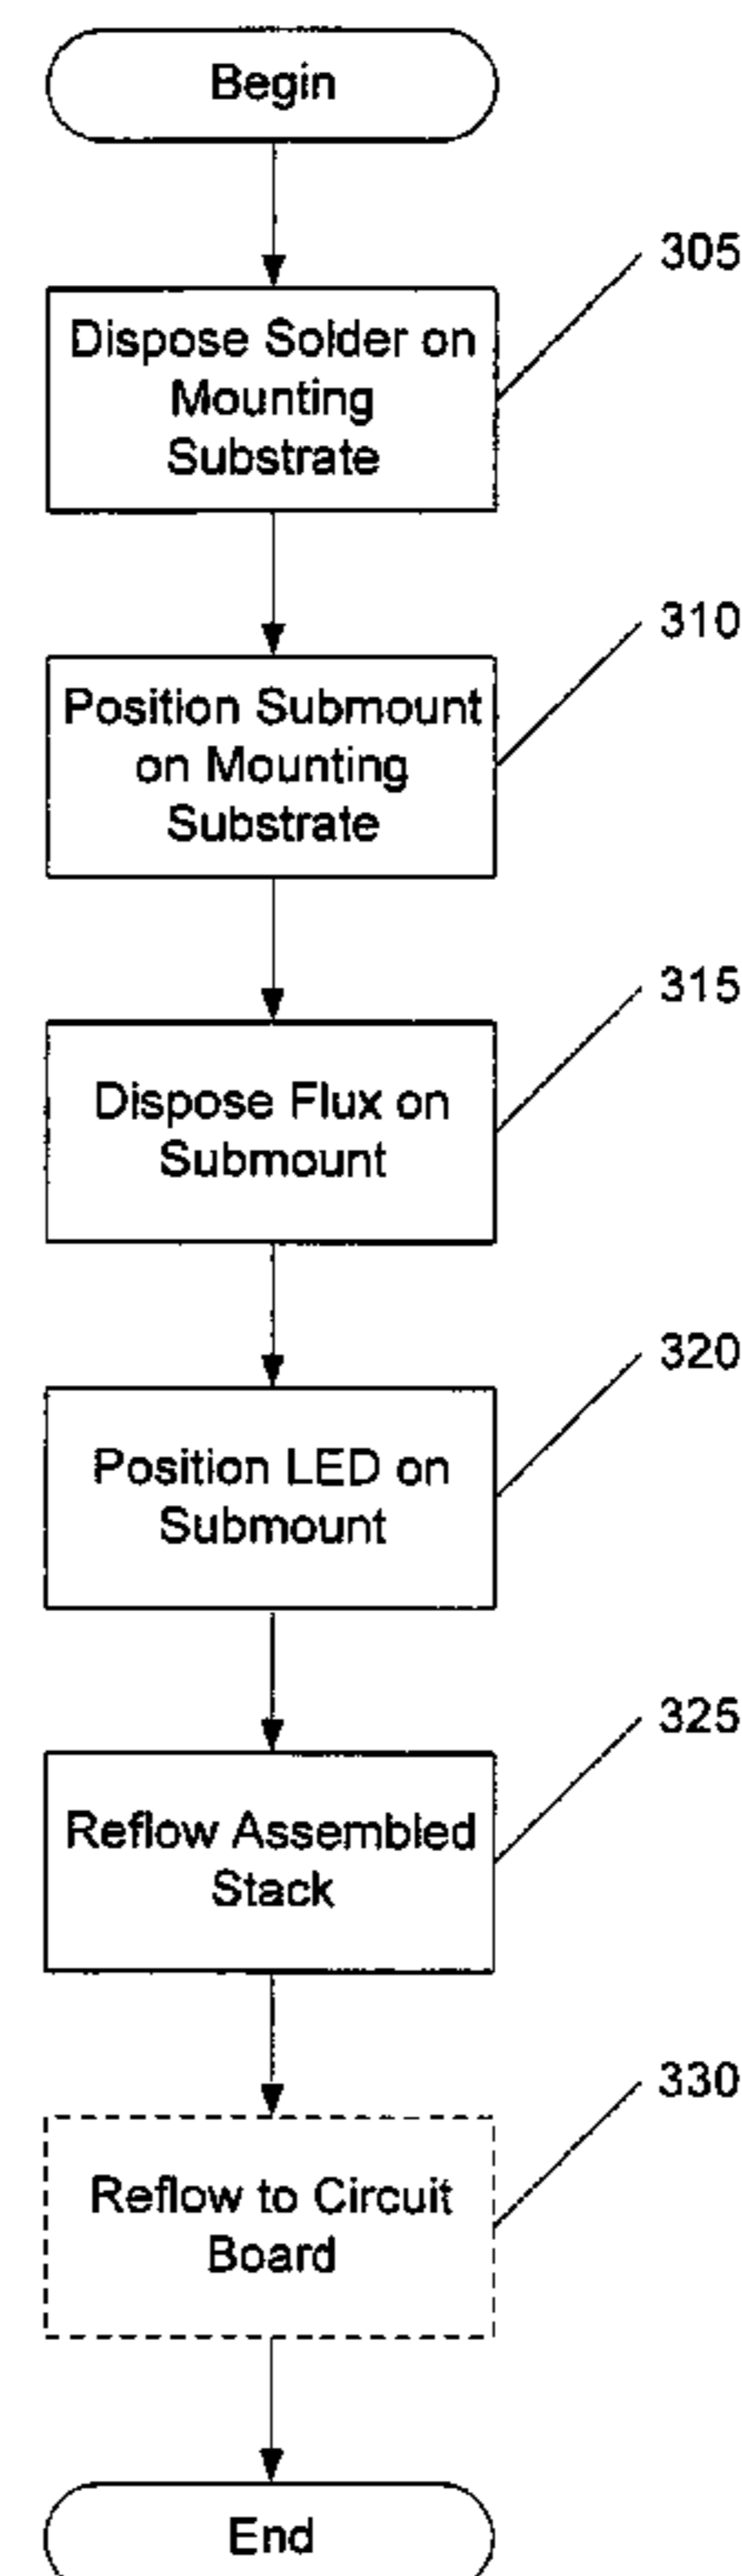 Begin
305
Dispose Solder on
Mounting
Substrate
310
Position Submount
on Mounting
Substrate
315
Dispose Flux on
Submount
320
Position LED on
Submount
325
Reflow Assembled
Stack
330
Reflow to Circuit
Board
End